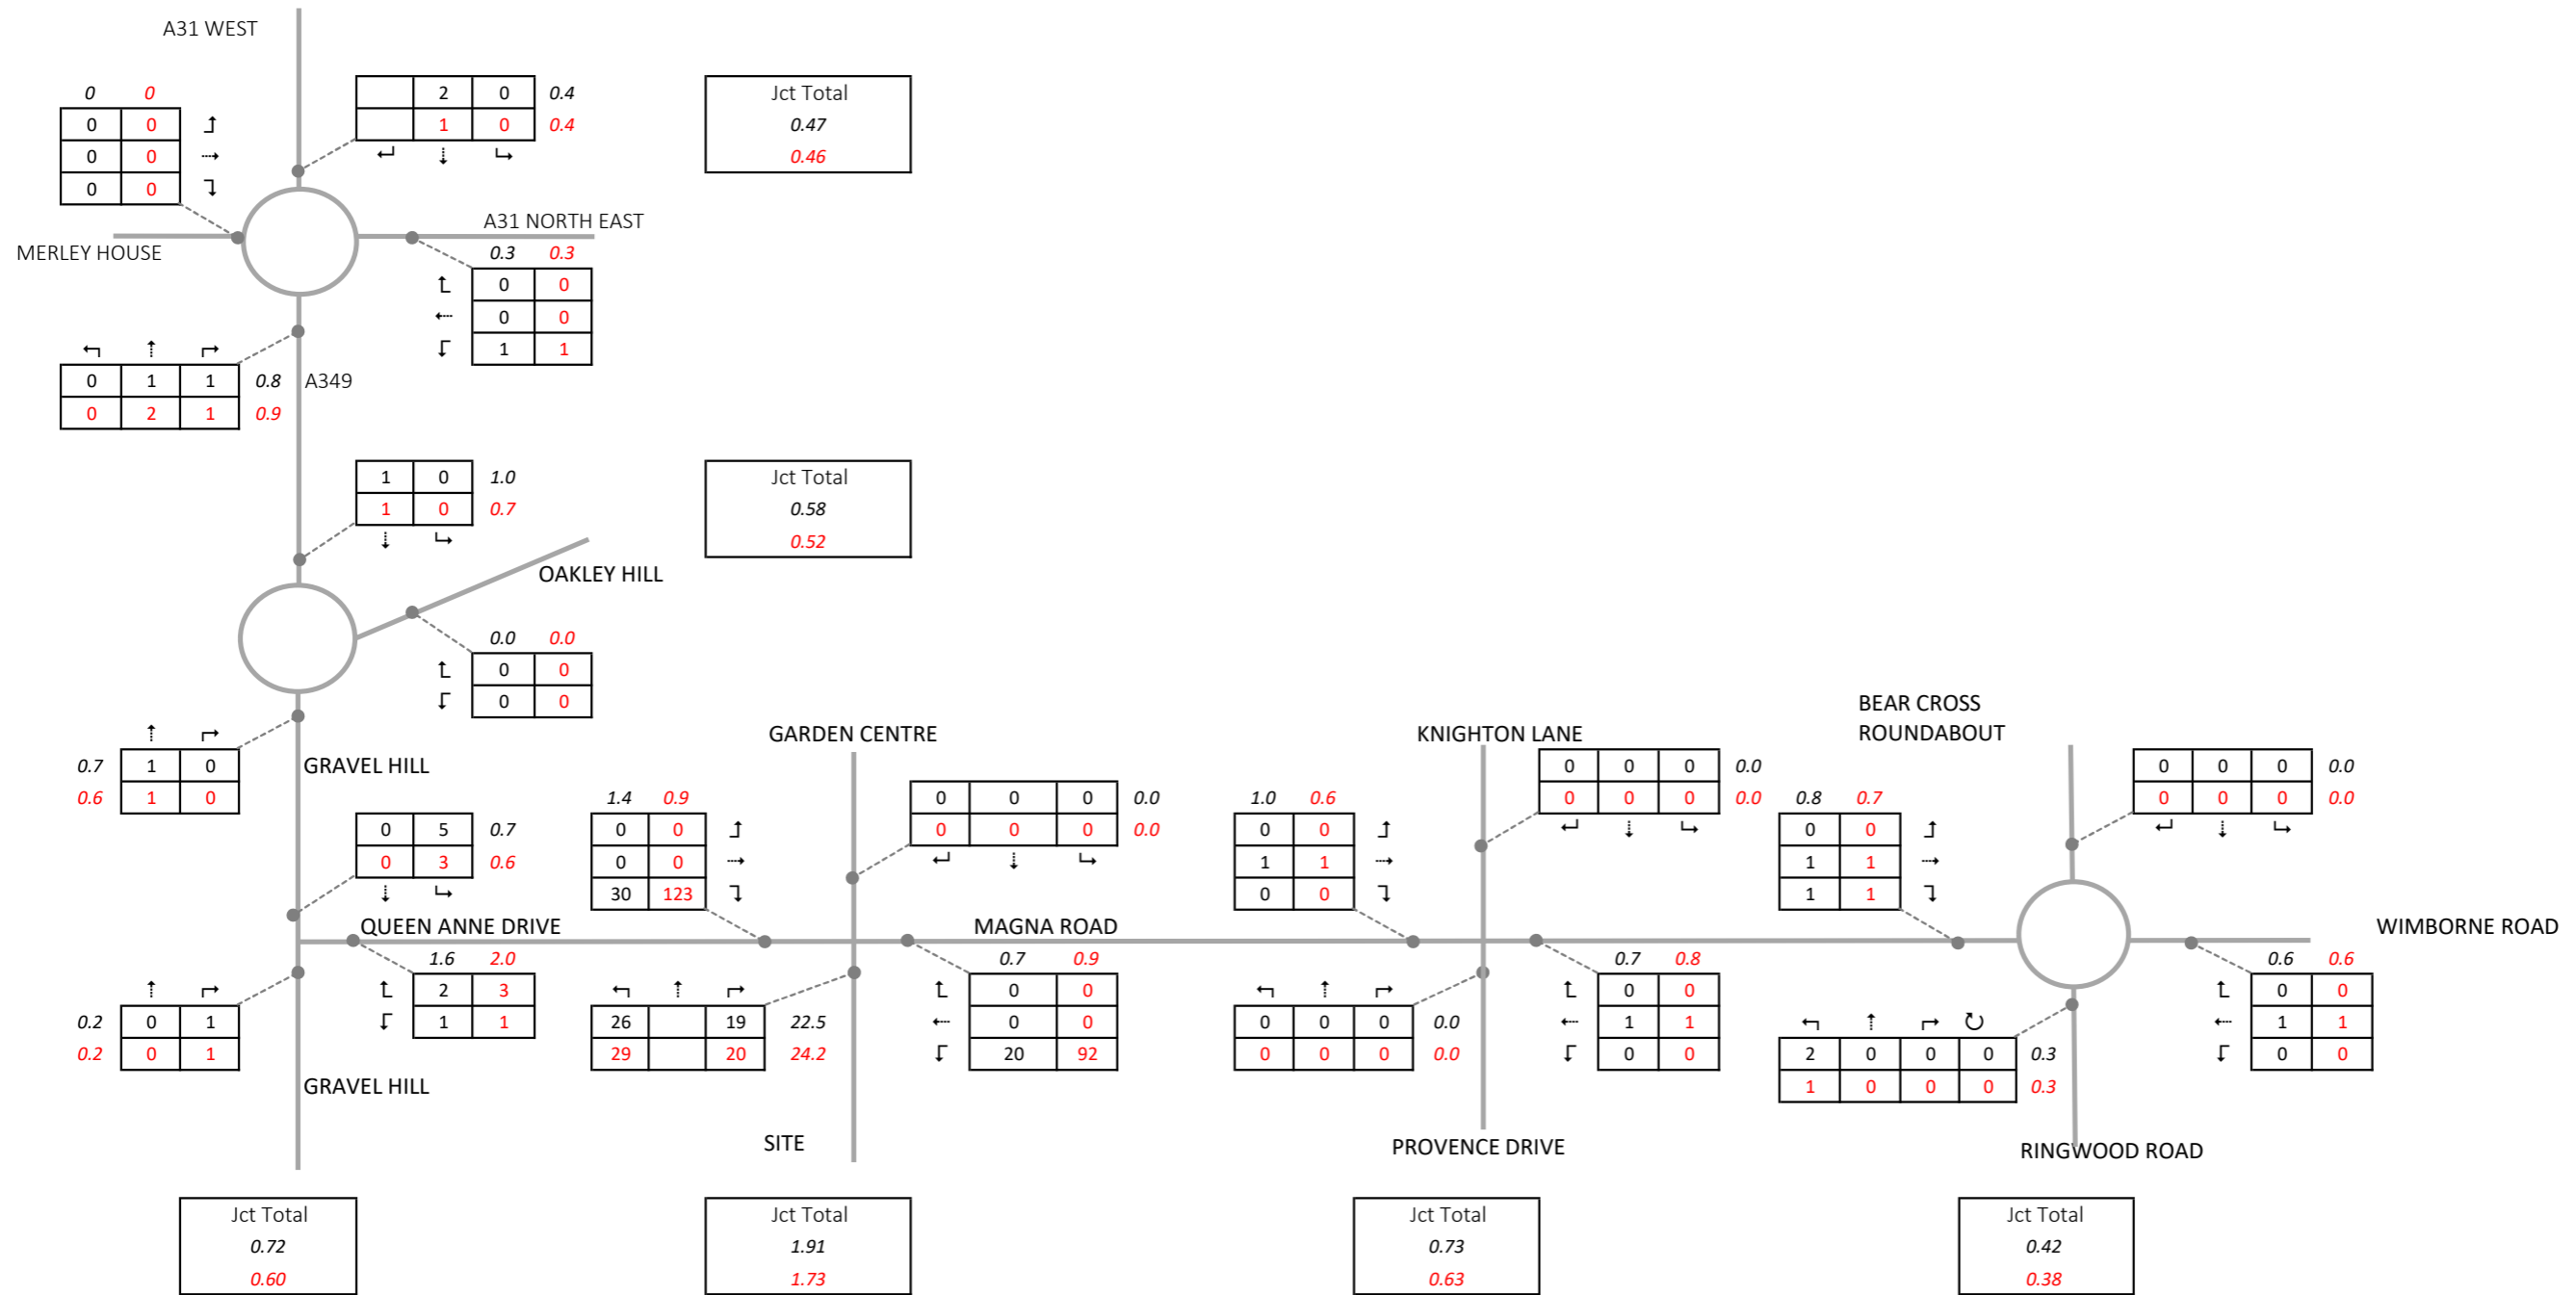 A31 WEST
0 0
0 0
0 0
0 0
2 0 0.4
1 0 0.4
Jct Total
0.47
0.46
MERLEY HOUSE
A31 NORTH EAST
0.3 0.3
0 0
0 0
1 1
0 1 1 0.8
0 2 1 0.9
A349
1 0 1.0
1 0 0.7
Jct Total
0.58
0.52
OAKLEY HILL
0.0 0.0
0 0
0 0
0.7 1 0
0.6 1 0
GRAVEL HILL
0 5 0.7
0 3 0.6
QUEEN ANNE DRIVE
1.6 2.0
2 3
1 1
0.2 0 1
0.2 0 1
GRAVEL HILL
Jct Total
0.72
0.60
GARDEN CENTRE
1.4 0.9
0 0
0 0
30 123
0 0 0 0.0
0 0 0 0.0
MAGNA ROAD
0.7 0.9
0 0
0 0
20 92
26 19 22.5
29 20 24.2
SITE
Jct Total
1.91
1.73
KNIGHTON LANE
1.0 0.6
0 0
1 1
0 0
0 0 0 0.0
0 0 0 0.0
0.7 0.8
0 0
1 1
0 0
0 0 0 0.0
0 0 0 0.0
PROVENCE DRIVE
Jct Total
0.73
0.63
BEAR CROSS
ROUNDABOUT
0.8 0.7
0 0
1 1
1 1
0 0 0 0.0
0 0 0 0.0
WIMBORNE ROAD
0.6 0.6
0 0
1 1
0 0
2 0 0 0 0.3
1 0 0 0 0.3
RINGWOOD ROAD
Jct Total
0.42
0.38